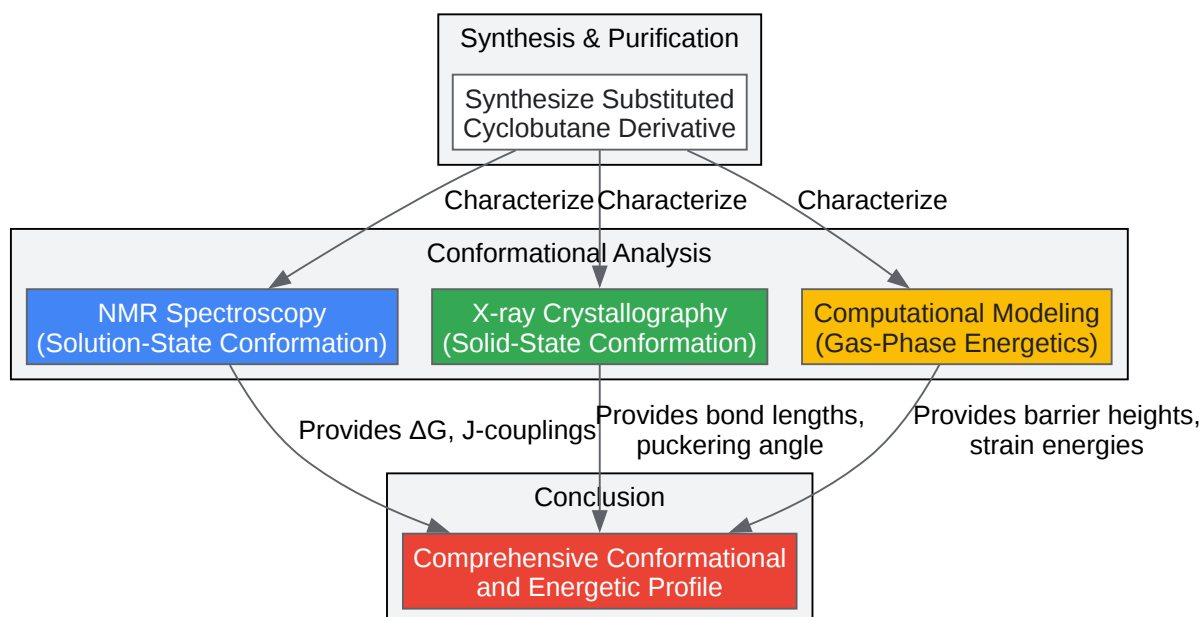 Synthesis & Purification
Synthesize Substituted
Cyclobutane Derivative
Characterize
Characterize
Characterize
Conformational Analysis
NMR Spectroscopy
(Solution-State Conformation)
X-ray Crystallography
(Solid-State Conformation)
Computational Modeling
(Gas-Phase Energetics)
Provides ΔG, J-couplings
Provides bond lengths,
puckering angle
Provides barrier heights,
strain energies
Conclusion
Comprehensive Conformational
and Energetic Profile